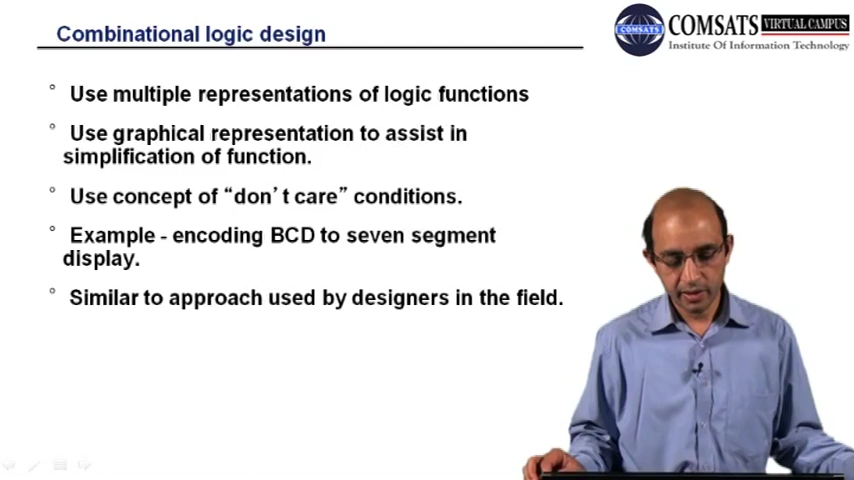 Combinational logic design
COMSATS VIRTUAL CAMPUS
Institute Of Information Technology
COMSATS
° Use multiple representations of logic functions
° Use graphical representation to assist in
simplification of function.
° Use concept of “don’t care” conditions.
° Example - encoding BCD to seven segment
display.
° Similar to approach used by designers in the field.